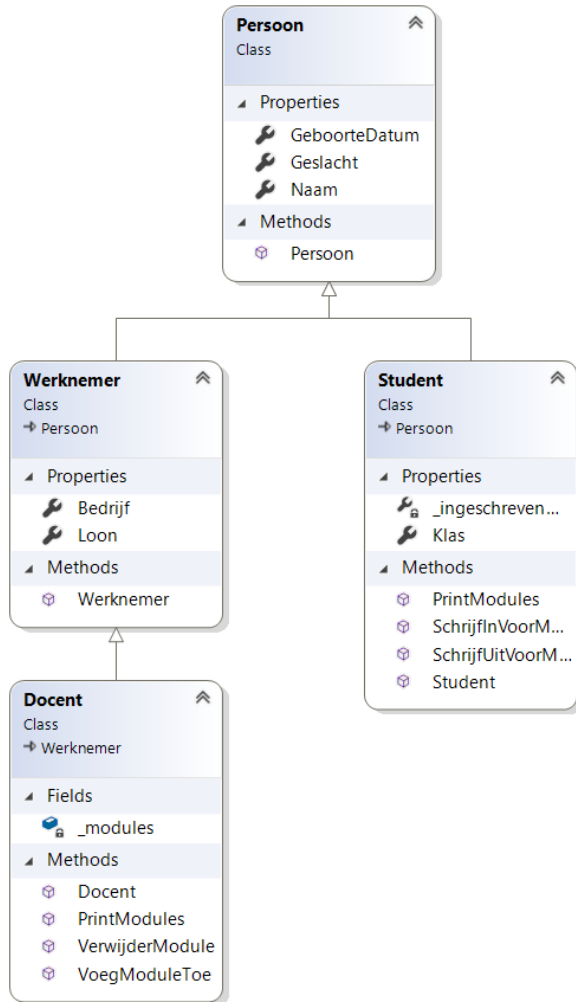 Persoon
Class
Properties
GeboorteDatum
Geslacht
Naam
Methods
Persoon
Werknemer
Class
Persoon
Properties
Bedrijf
Loon
Methods
Werknemer
Student
Class
Persoon
Properties
_ingeschreven...
Klas
Methods
PrintModules
SchrijfInVoorM...
SchrijfUitVoorM...
Student
Docent
Class
Werknemer
Fields
_modules
Methods
Docent
PrintModules
VerwijderModule
VoegModuleToe